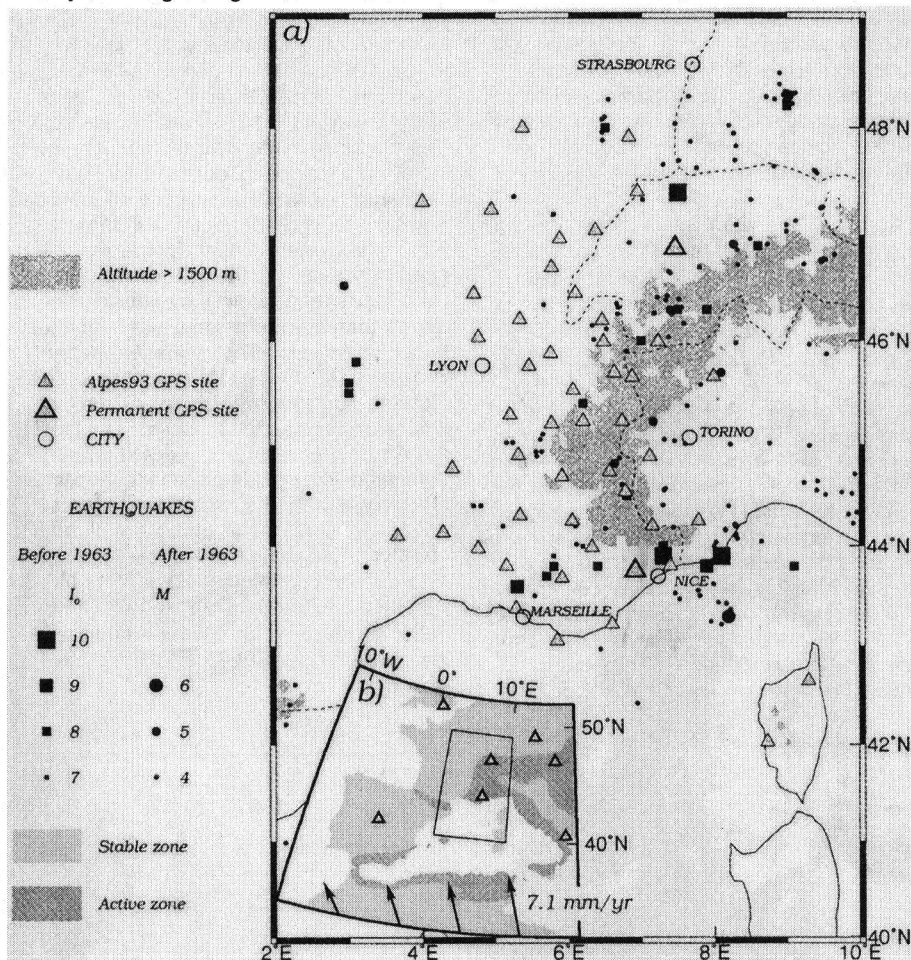 a)
STRASBOURG
48°N
Altitude > 1500 m
46°N
LYON
Alpes93 GPS site
Permanent GPS site
CITY
TORINO
EARTHQUAKES
Before 1963 After 1963
44°N
I₀ M
NICE
MARSEILLE
10
10°W
0°
b)
10°E
9 6
50°N
8 5
42°N
7 4
40°N
Stable zone
Active zone
7.1 mm/yr
2°E 4°E 6°E 8°E 10°E
40°N